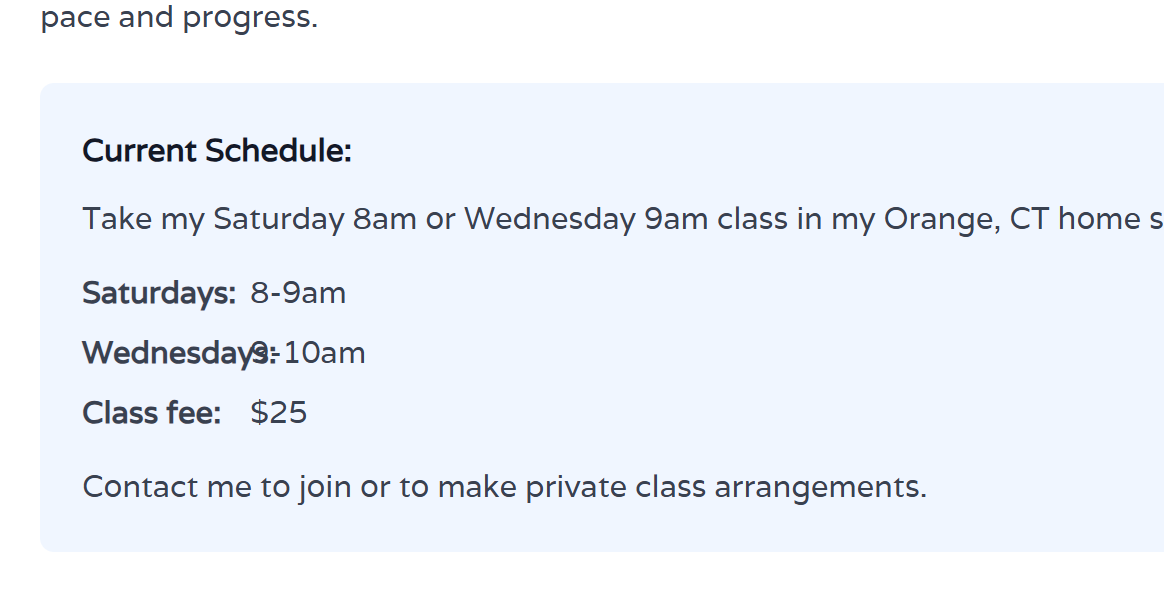 pace and progress.
Current Schedule:
Take my Saturday 8am or Wednesday 9am class in my Orange, CT home s
Saturdays: 8-9am
Wednesdays: 9-10am
Class fee: $25
Contact me to join or to make private class arrangements.